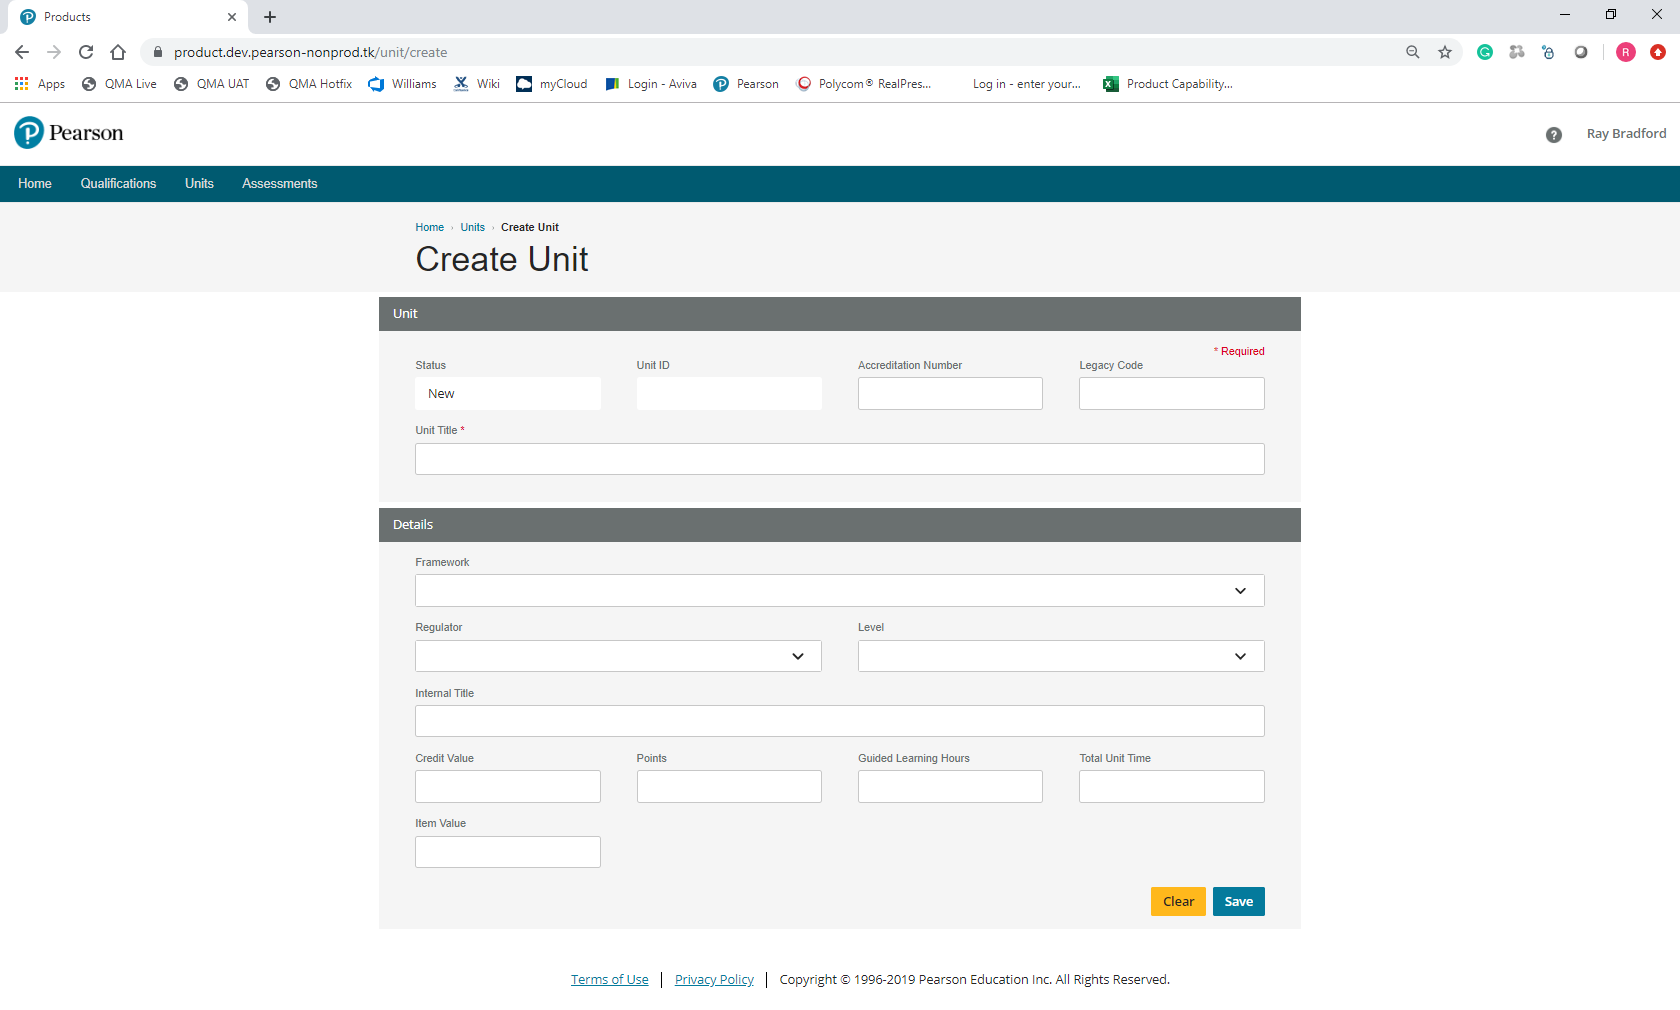 Products
product.dev.pearson-nonprod.tk/unit/create
R
Apps QMA Live QMA UAT QMA Hotfix Williams Wiki myCloud Login - Aviva Pearson Polycom® RealPres... Log in - enter your... Product Capability...
Pearson
? Ray Bradford
Home Qualifications Units Assessments
Home › Units › Create Unit
Create Unit
Unit
* Required
Status Unit ID Accreditation Number Legacy Code
New
Unit Title *
Details
Framework
Regulator Level
Internal Title
Credit Value Points Guided Learning Hours Total Unit Time
Item Value
Clear Save
Terms of Use | Privacy Policy | Copyright © 1996-2019 Pearson Education Inc. All Rights Reserved.